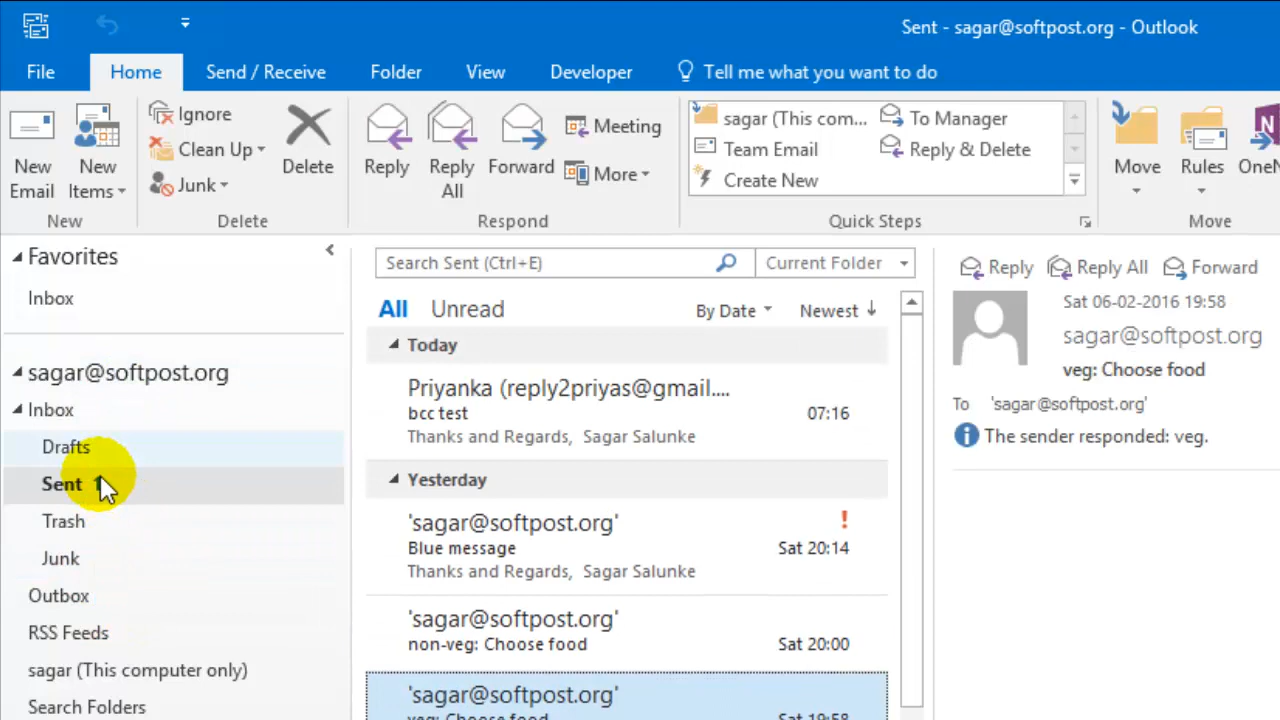 Sent - sagar@softpost.org - Outlook
File Home Send / Receive Folder View Developer Tell me what you want to do
New Email
New Items
Ignore
Clean Up
Junk
Delete
Reply
Reply All
Forward
Meeting
More
sagar (This com...
Team Email
Create New
To Manager
Reply & Delete
Move
Rules
New
Delete
Respond
Quick Steps
Move
Favorites
Inbox
sagar@softpost.org
Inbox
Drafts
Sent
Trash
Junk
Outbox
RSS Feeds
sagar (This computer only)
Search Folders
Search Sent (Ctrl+E) Current Folder
All Unread By Date Newest
Today
Priyanka (reply2priyas@gmail....
bcc test 07:16
Thanks and Regards, Sagar Salunke
Yesterday
'sagar@softpost.org' !
Blue message Sat 20:14
Thanks and Regards, Sagar Salunke
'sagar@softpost.org'
non-veg: Choose food Sat 20:00
'sagar@softpost.org'
veg: Choose food Sat 19:58
Reply Reply All Forward
Sat 06-02-2016 19:58
sagar@softpost.org
veg: Choose food
To 'sagar@softpost.org'
The sender responded: veg.